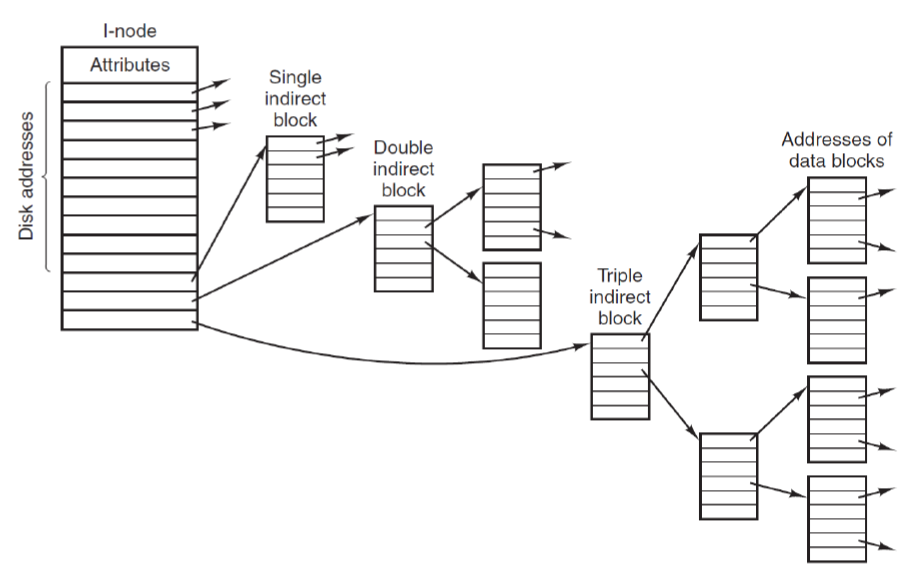 I-node
Attributes
Disk addresses
Single
indirect
block
Double
indirect
block
Triple
indirect
block
Addresses of
data blocks